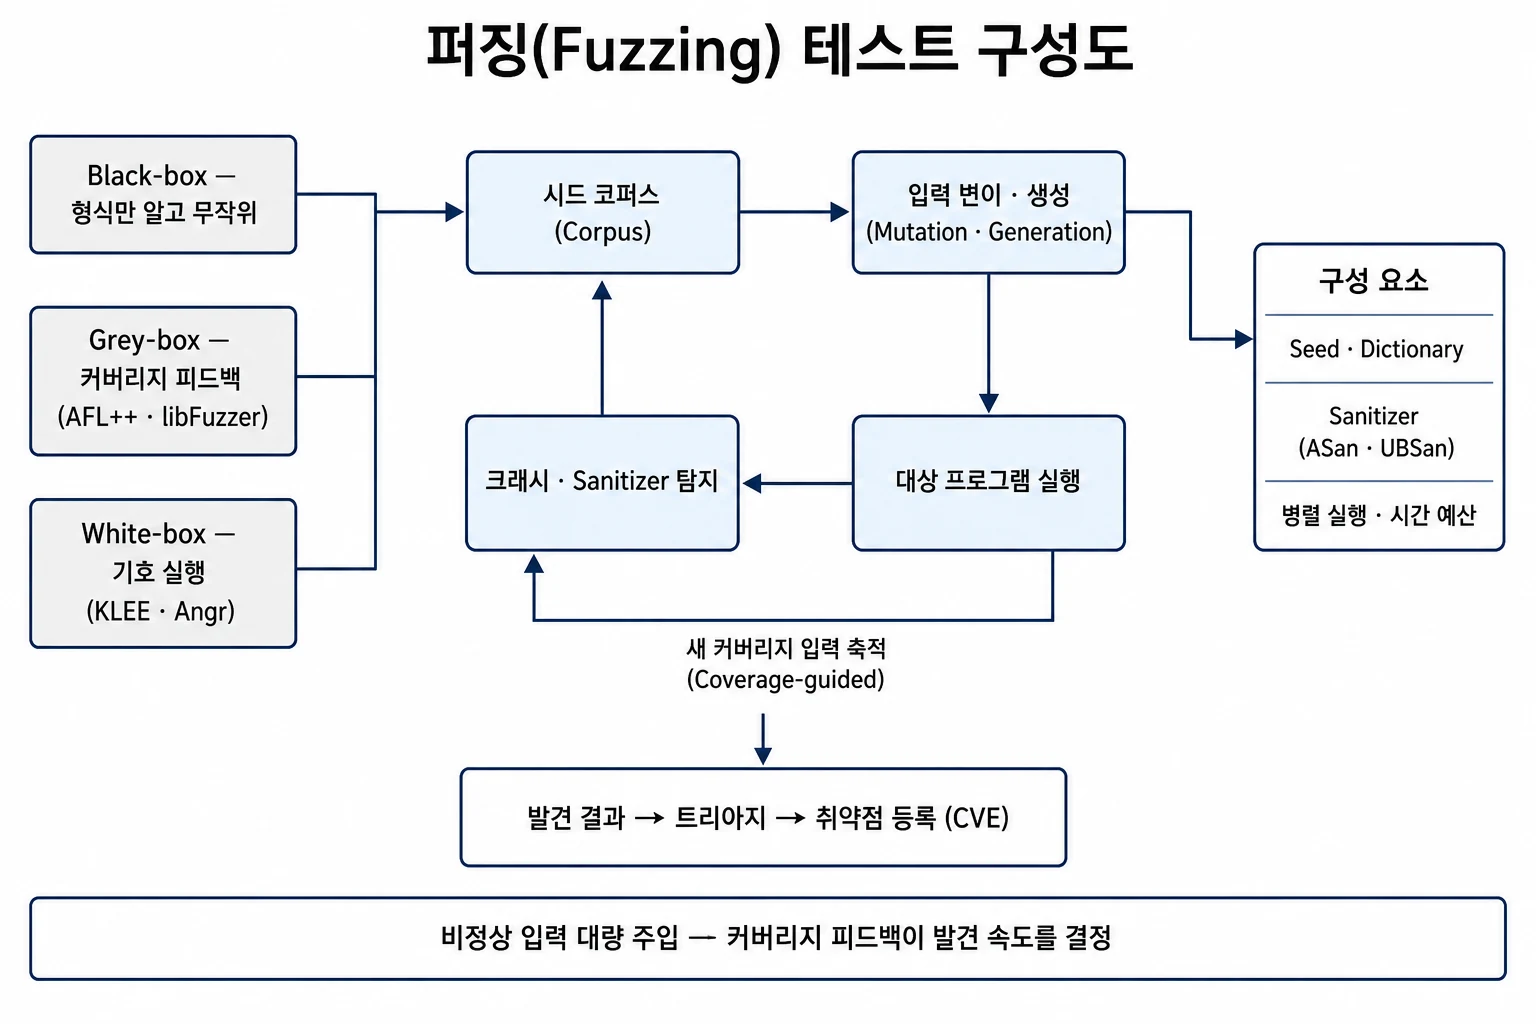 퍼징(Fuzzing) 테스트 구성도
Black-box —
형식만 알고 무작위
Grey-box —
커버리지 피드백
(AFL++ · libFuzzer)
White-box —
기호 실행
(KLEE · Angr)
시드 코퍼스
(Corpus)
입력 변이 · 생성
(Mutation · Generation)
크래시 · Sanitizer 탐지
대상 프로그램 실행
새 커버리지 입력 축적
(Coverage-guided)
구성 요소
Seed · Dictionary
Sanitizer
(ASan · UBSan)
병렬 실행 · 시간 예산
발견 결과 → 트리아지 → 취약점 등록 (CVE)
비정상 입력 대량 주입 — 커버리지 피드백이 발견 속도를 결정